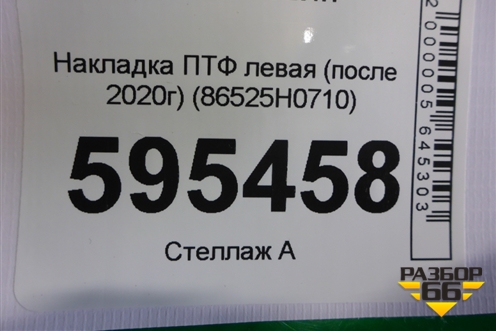 Накладка ПТФ левая (после
2020г) (86525H0710)
595458
Стеллаж А
2000005645303
РАЗБОР
66